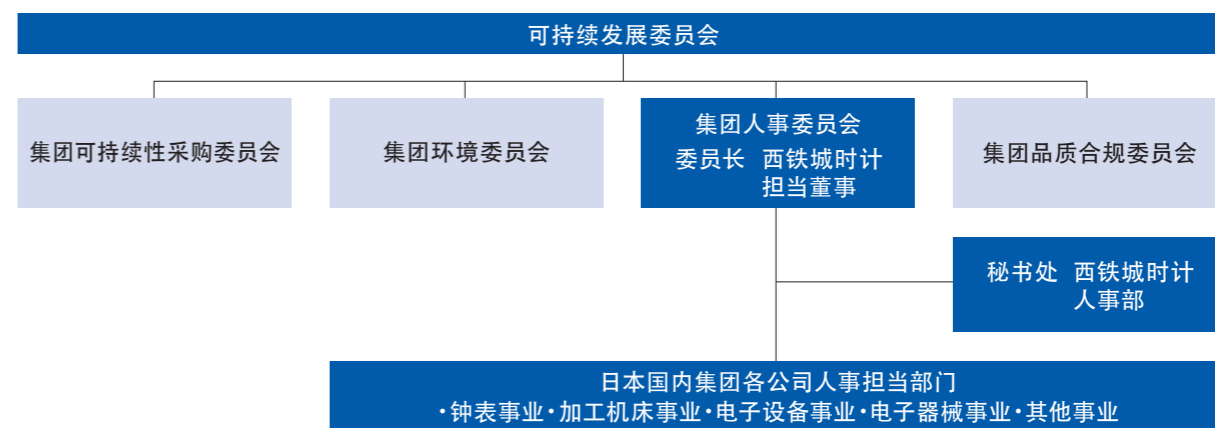 可持续发展委员会
集团可持续性采购委员会
集团环境委员会
集团人事委员会
委员长 西铁城时计
担当董事
集团品质合规委员会
秘书处 西铁城时计
人事部
日本国内集团各公司人事担当部门
・钟表事业・加工机床事业・电子设备事业・电子器械事业・其他事业